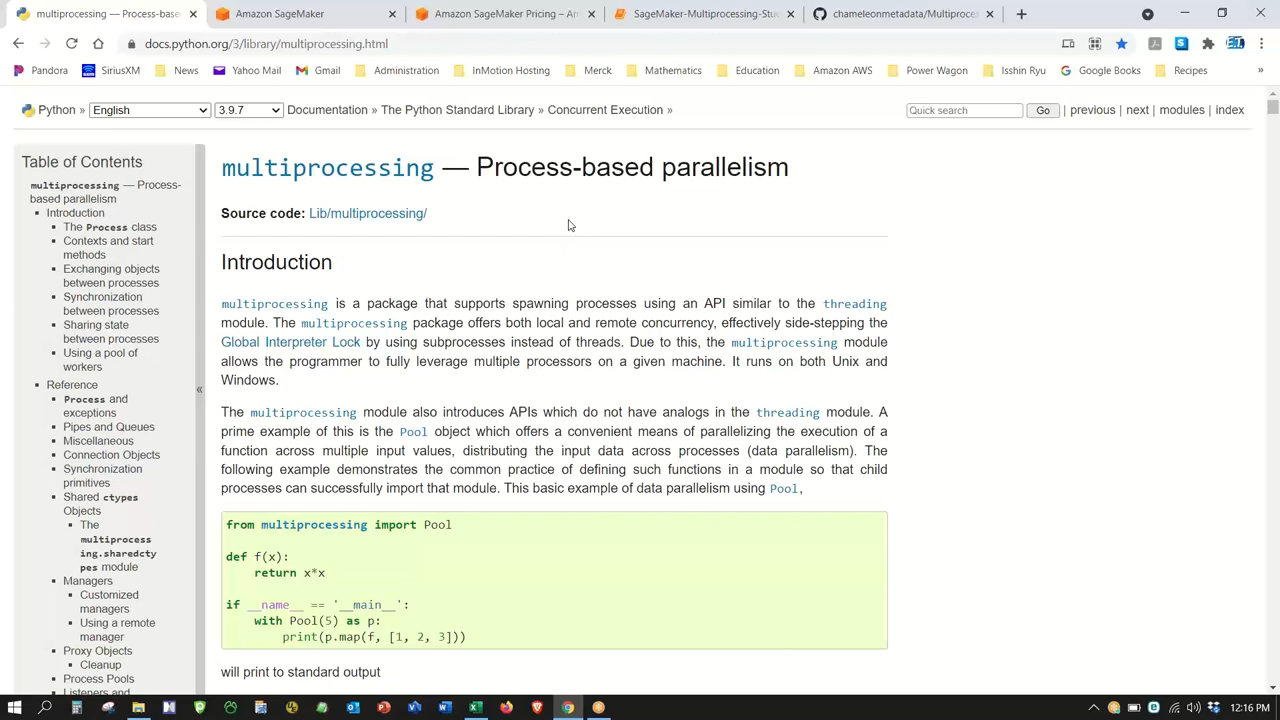 multiprocessing — Process-base
Amazon SageMaker
Amazon SageMaker Pricing – Am
SageMaker-Multiprocessing-Stu
chameleonmetadata/Multiproces
docs.python.org/3/library/multiprocessing.html
Pandora
SiriusXM
News
Yahoo Mail
Gmail
Administration
InMotion Hosting
Merck
Mathematics
Education
Amazon AWS
Power Wagon
Isshin Ryu
Google Books
Recipes
»
Python » English 3.9.7 Documentation » The Python Standard Library » Concurrent Execution »
Quick search Go | previous | next | modules | index
Table of Contents
multiprocessing — Process-
based parallelism
Introduction
The Process class
Contexts and start
methods
Exchanging objects
between processes
Synchronization
between processes
Sharing state
between processes
Using a pool of
workers
Reference
Process and
exceptions
Pipes and Queues
Miscellaneous
Connection Objects
Synchronization
primitives
Shared ctypes
Objects
The
multiprocess
ing.sharedcty
pes module
Managers
Customized
managers
Using a remote
manager
Proxy Objects
Cleanup
Process Pools
Listeners and
«
multiprocessing — Process-based parallelism
Source code: Lib/multiprocessing/
Introduction
multiprocessing is a package that supports spawning processes using an API similar to the threading
module. The multiprocessing package offers both local and remote concurrency, effectively side-stepping the
Global Interpreter Lock by using subprocesses instead of threads. Due to this, the multiprocessing module
allows the programmer to fully leverage multiple processors on a given machine. It runs on both Unix and
Windows.
The multiprocessing module also introduces APIs which do not have analogs in the threading module. A
prime example of this is the Pool object which offers a convenient means of parallelizing the execution of a
function across multiple input values, distributing the input data across processes (data parallelism). The
following example demonstrates the common practice of defining such functions in a module so that child
processes can successfully import that module. This basic example of data parallelism using Pool,
from multiprocessing import Pool
def f(x):
return x*x
if __name__ == '__main__':
with Pool(5) as p:
print(p.map(f, [1, 2, 3]))
will print to standard output
12:16 PM